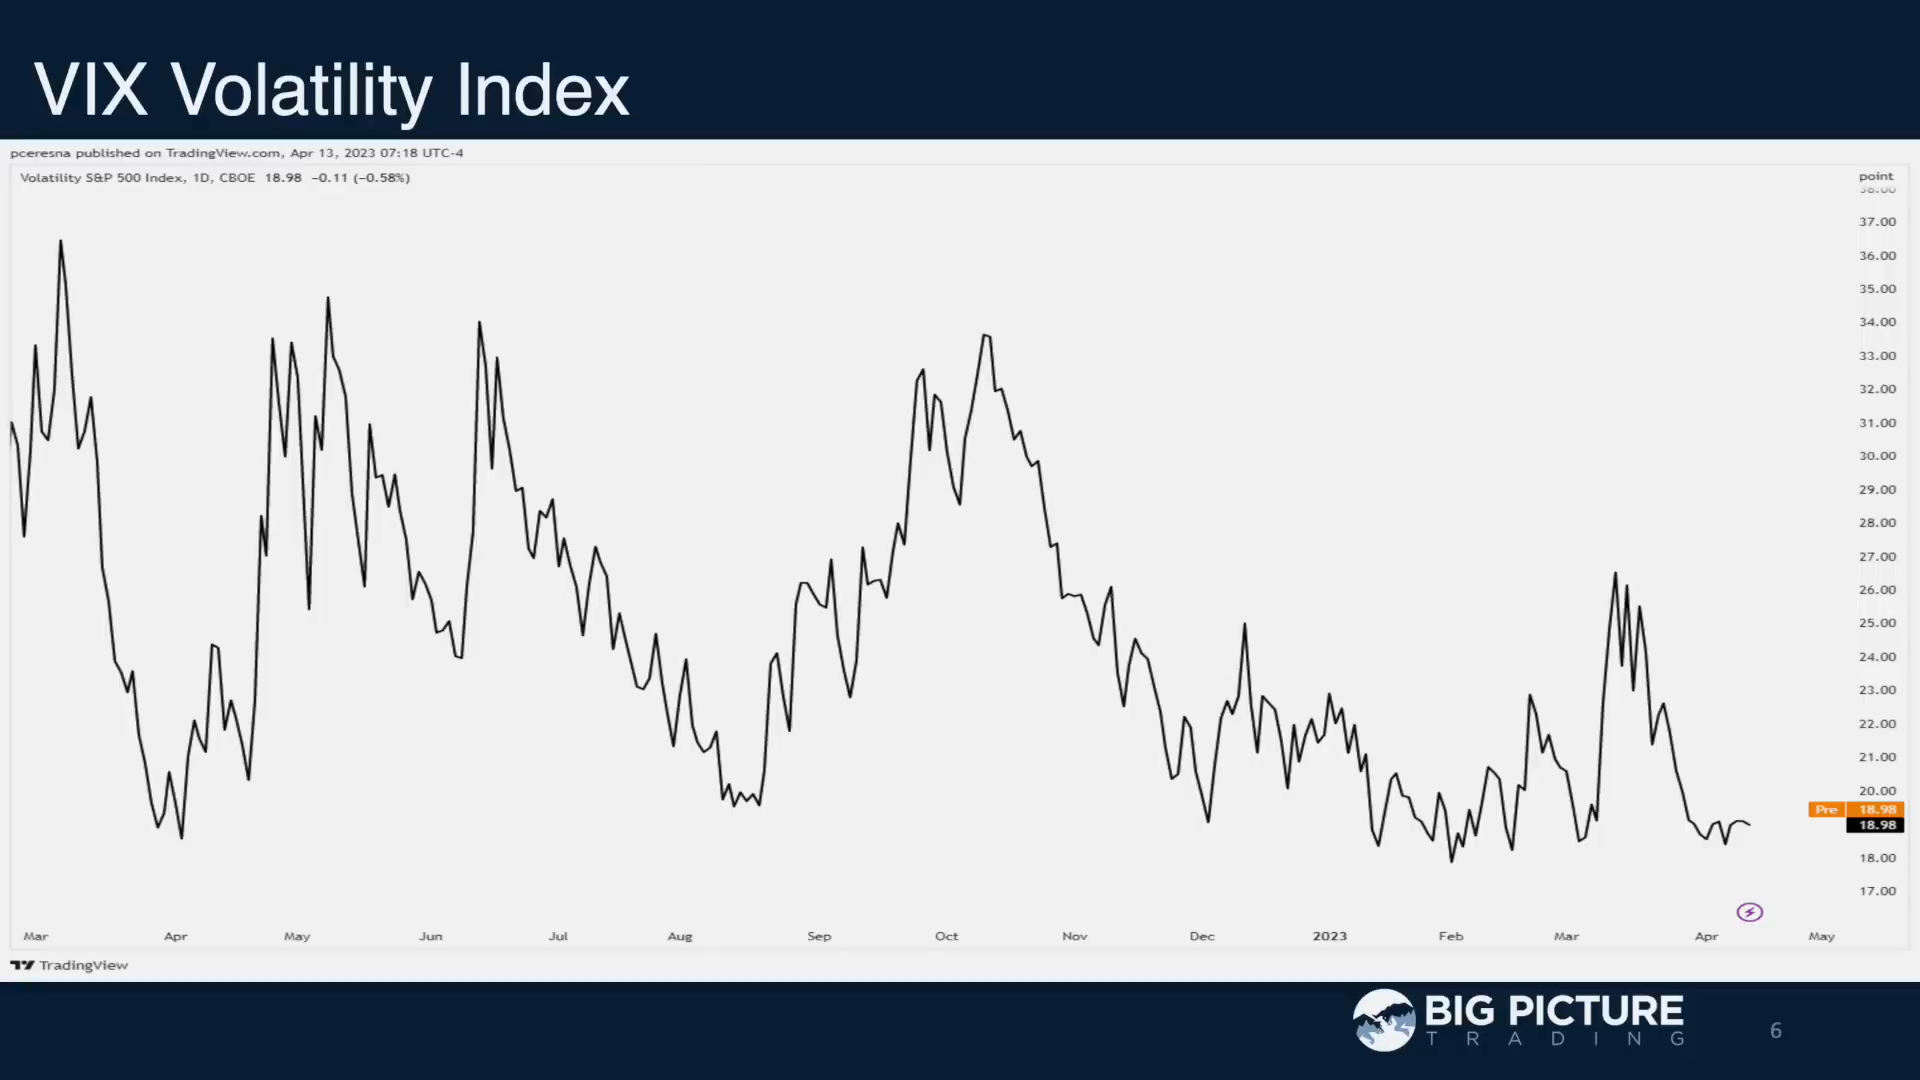 VIX Volatility Index
pceresna published on TradingView.com, Apr 13, 2023 07:18 UTC-4
Volatility S&P 500 Index, 1D, CBOE 18.98 −0.11 (−0.58%)
point
38.00
37.00
36.00
35.00
34.00
33.00
32.00
31.00
30.00
29.00
28.00
27.00
26.00
25.00
24.00
23.00
22.00
21.00
20.00
Pre 18.98
18.98
18.00
17.00
Mar Apr May Jun Jul Aug Sep Oct Nov Dec 2023 Feb Mar Apr May
TradingView
BIG PICTURE
TRADING
6